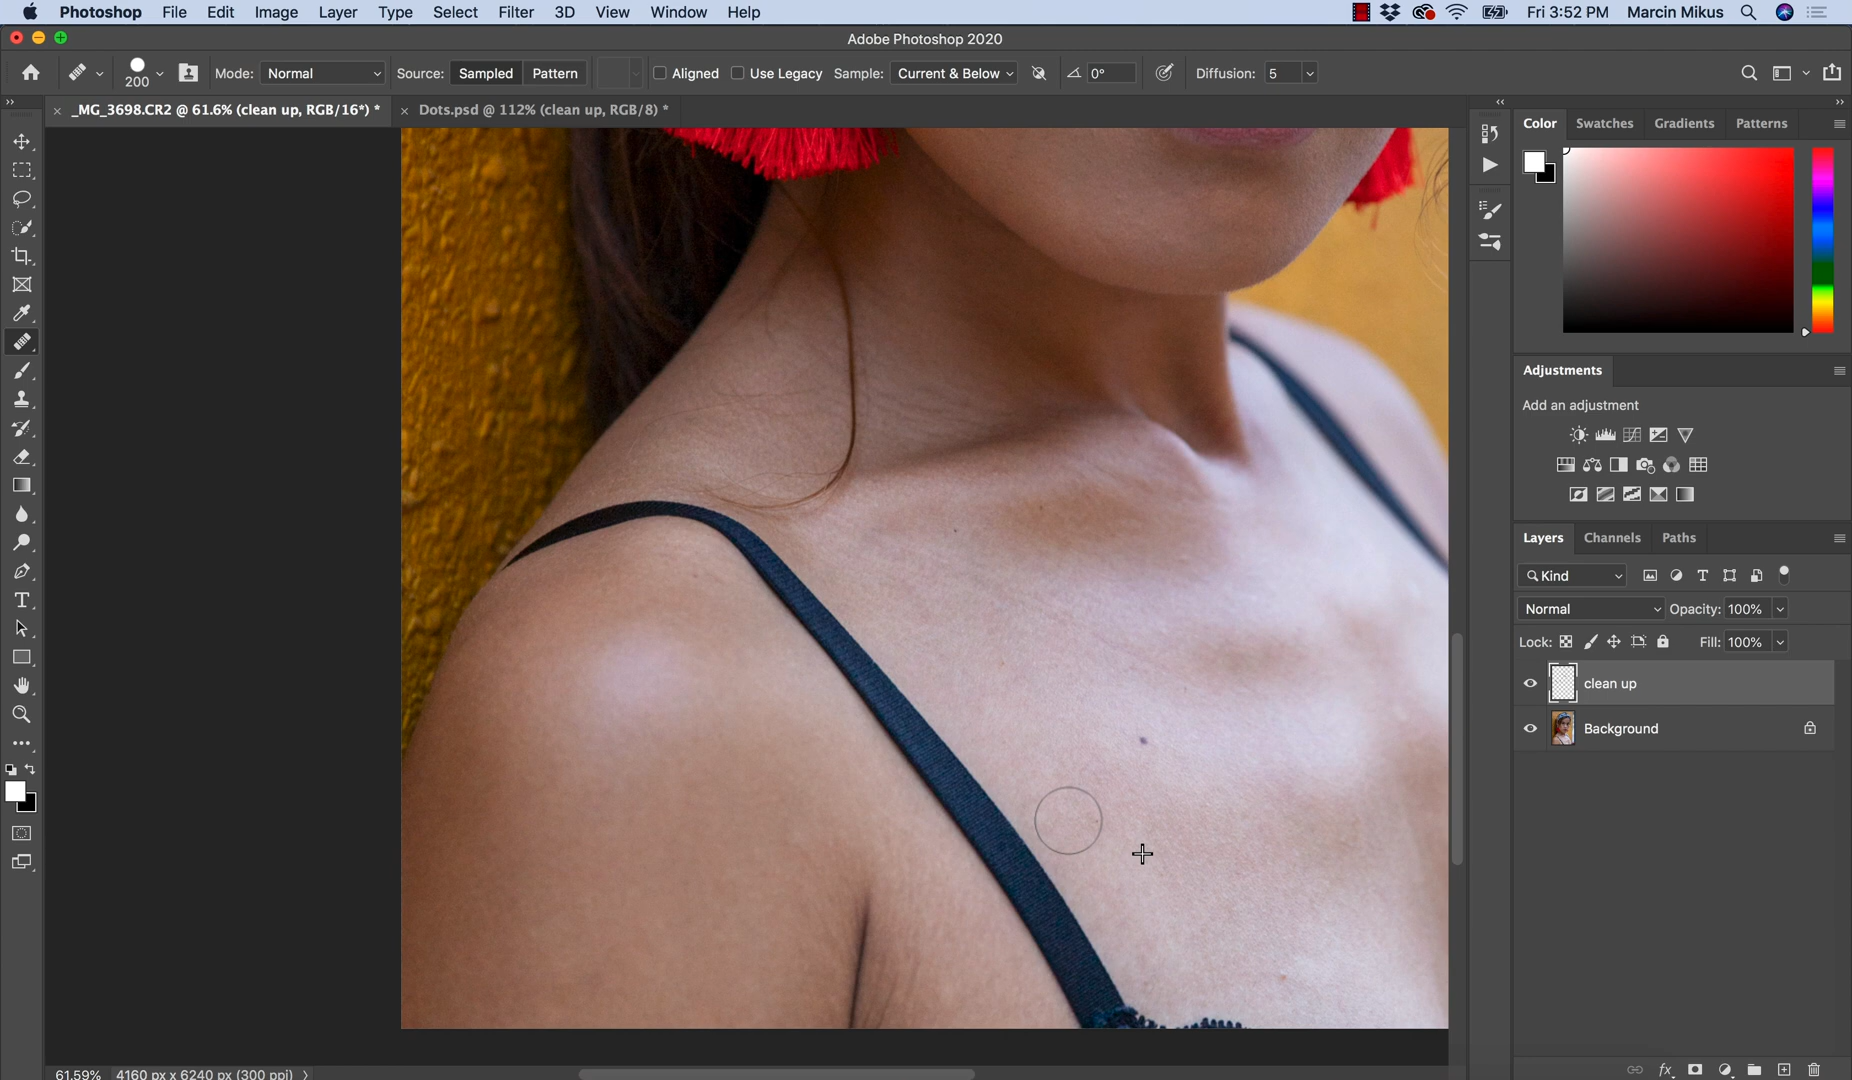 Photoshop File Edit Image Layer Type Select Filter 3D View Window Help Fri 3:52 PM Marcin Mikus
Adobe Photoshop 2020
200 Mode: Normal Source: Sampled Pattern Aligned Use Legacy Sample: Current & Below 0° Diffusion: 5
_MG_3698.CR2 @ 61.6% (clean up, RGB/16*) * Dots.psd @ 112% (clean up, RGB/8) *
Color Swatches Gradients Patterns
Adjustments
Add an adjustment
Layers Channels Paths
Kind
Normal Opacity: 100%
Lock: Fill: 100%
clean up
Background
61.59% 4160 px x 6240 px (300 ppi)